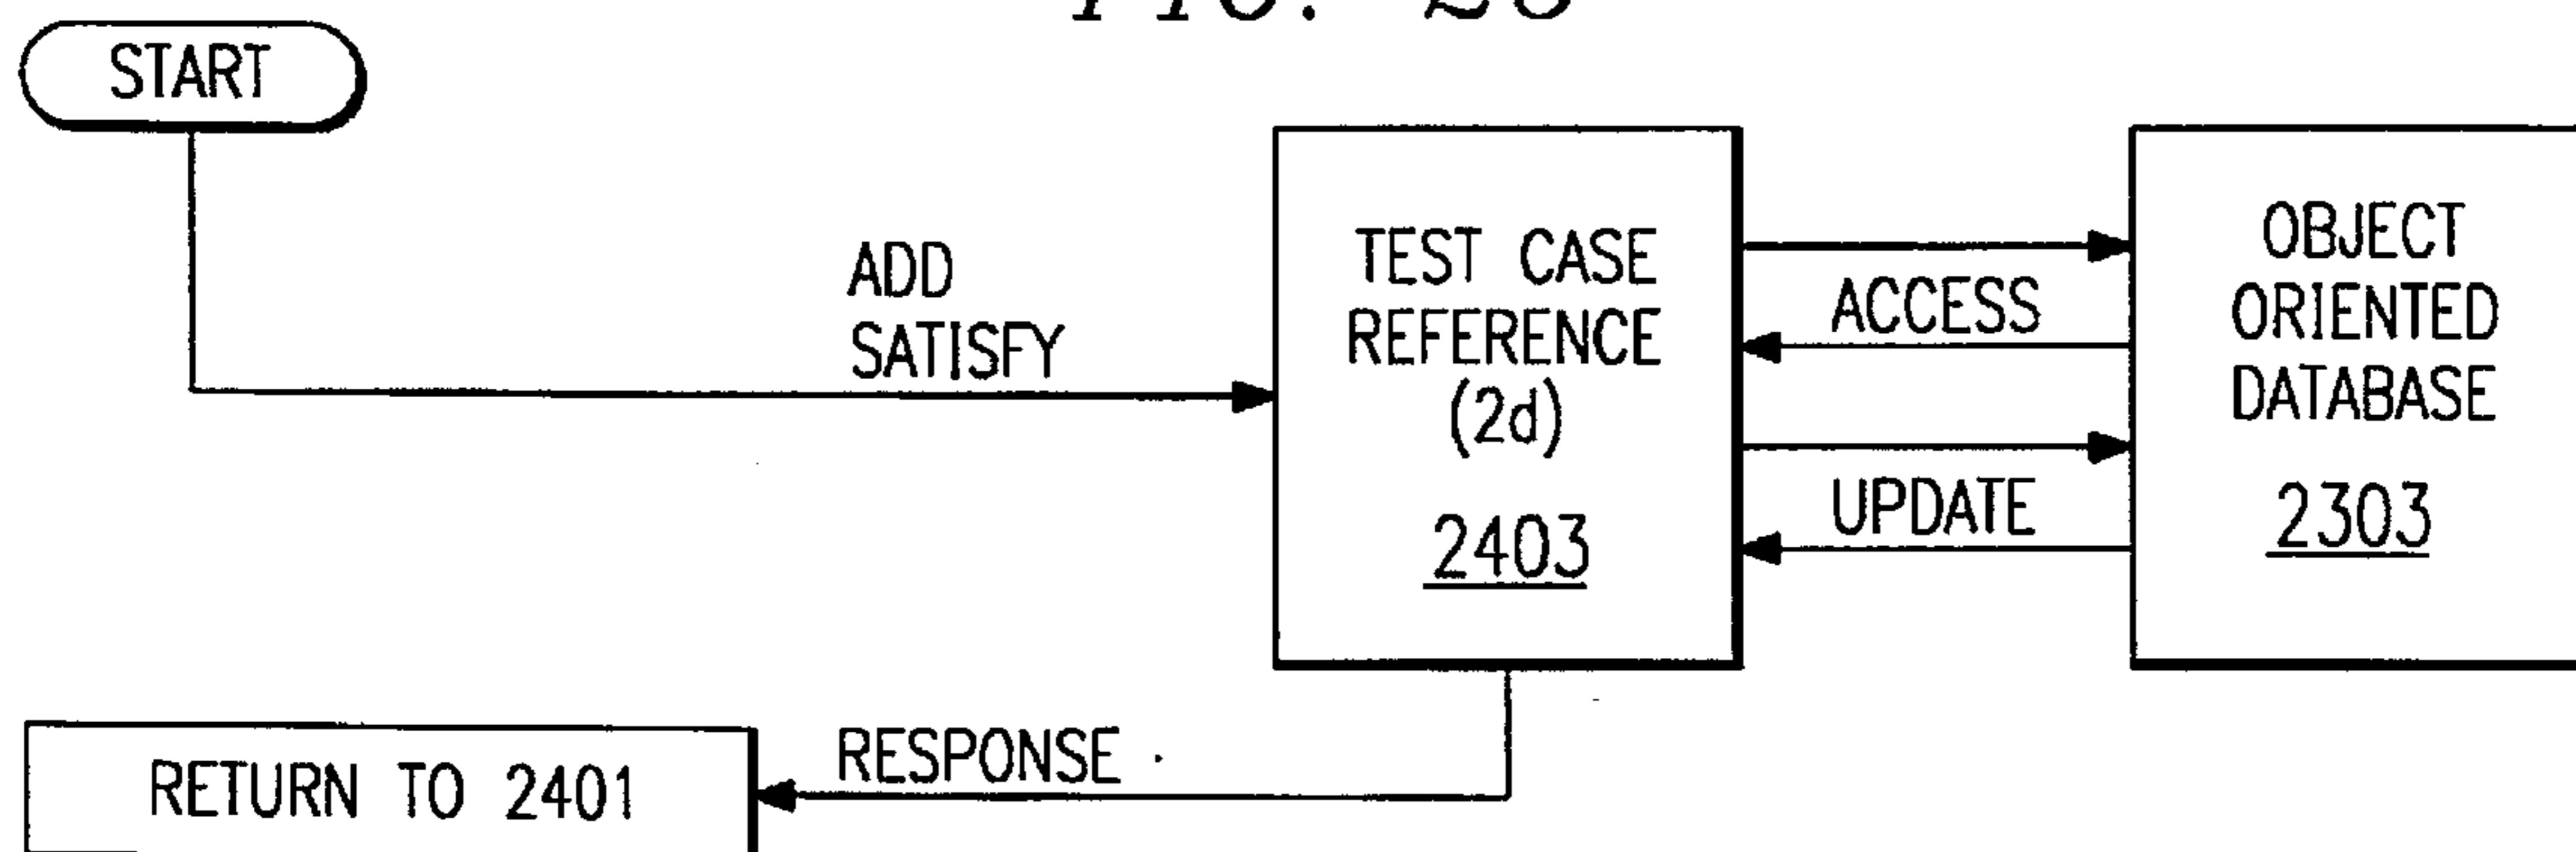 START
ADD
SATISFY
TEST CASE
REFERENCE
(2d)
2403
ACCESS
UPDATE
OBJECT
ORIENTED
DATABASE
2303
RESPONSE
RETURN TO 2401